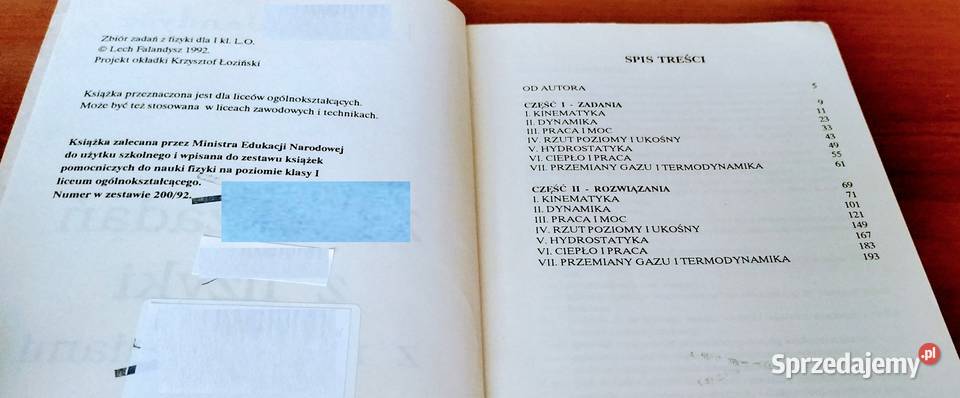 Zbiór zadań z fizyki dla I kl. L.O.
© Lech Falandysz 1992.
Projekt okładki Krzysztof Łoziński
Książka przeznaczona jest dla liceów ogólnokształcących.
Może być też stosowana w liceach zawodowych i technikach.
Książka zalecana przez Ministra Edukacji Narodowej
do użytku szkolnego i wpisana do zestawu książek
pomocniczych do nauki fizyki na poziomie klasy I
liceum ogólnokształcącego.
Numer w zestawie 200/92.
SPIS TREŚCI
OD AUTORA 5
CZĘŚĆ I - ZADANIA 9
I. KINEMATYKA 11
II. DYNAMIKA 23
III. PRACA I MOC 33
IV. RZUT POZIOMY I UKOŚNY 43
V. HYDROSTATYKA 49
VI. CIEPŁO I PRACA 55
VII. PRZEMIANY GAZU I TERMODYNAMIKA 61
CZĘŚĆ II - ROZWIĄZANIA 69
I. KINEMATYKA 71
II. DYNAMIKA 101
III. PRACA I MOC 121
IV. RZUT POZIOMY I UKOŚNY 149
V. HYDROSTATYKA 167
VI. CIEPŁO I PRACA 183
VII. PRZEMIANY GAZU I TERMODYNAMIKA 193
Sprzedajemy.pl